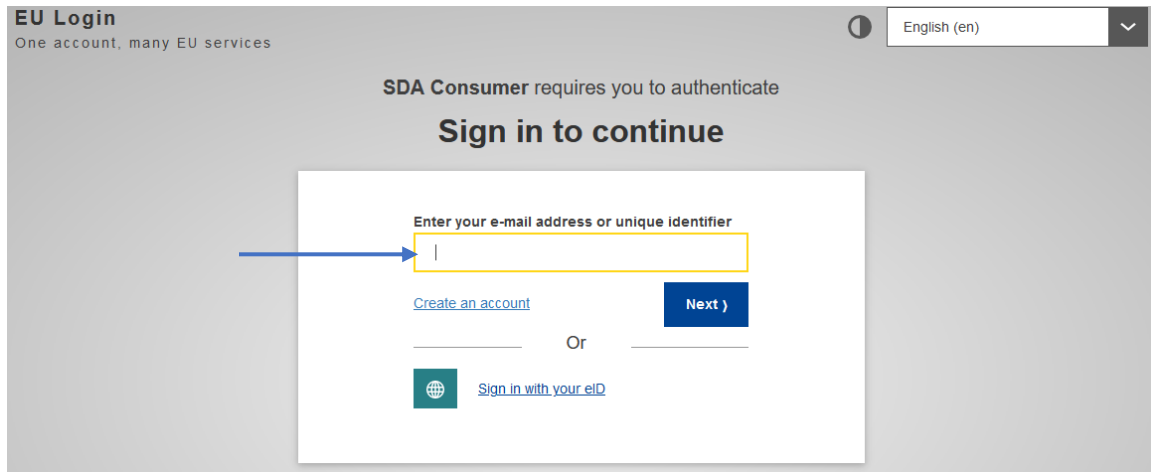 EU Login
One account, many EU services
English (en)
SDA Consumer requires you to authenticate
Sign in to continue
Enter your e-mail address or unique identifier
Create an account
Next ⟩
Or
Sign in with your eID